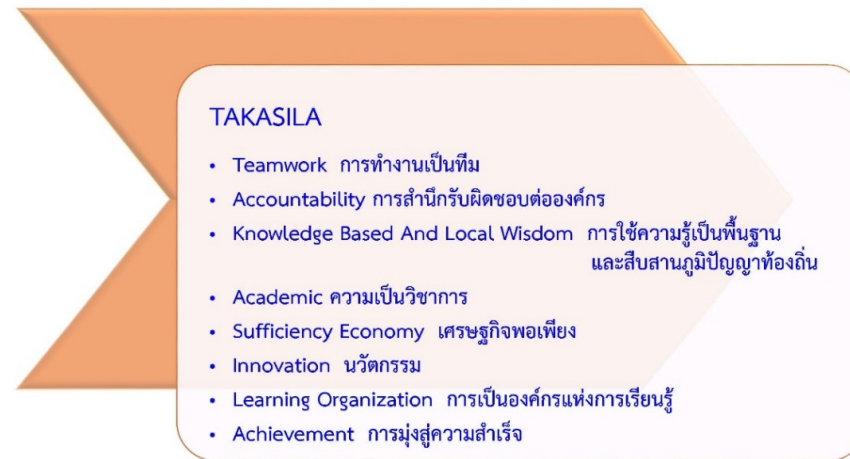 TAKASILA
• Teamwork การทำงานเป็นทีม
• Accountability การสำนึกรับผิดชอบต่อองค์กร
• Knowledge Based And Local Wisdom การใช้ความรู้เป็นพื้นฐาน
และสืบสานภูมิปัญญาท้องถิ่น
• Academic ความเป็นวิชาการ
• Sufficiency Economy เศรษฐกิจพอเพียง
• Innovation นวัตกรรม
• Learning Organization การเป็นองค์กรแห่งการเรียนรู้
• Achievement การมุ่งสู่ความสำเร็จ